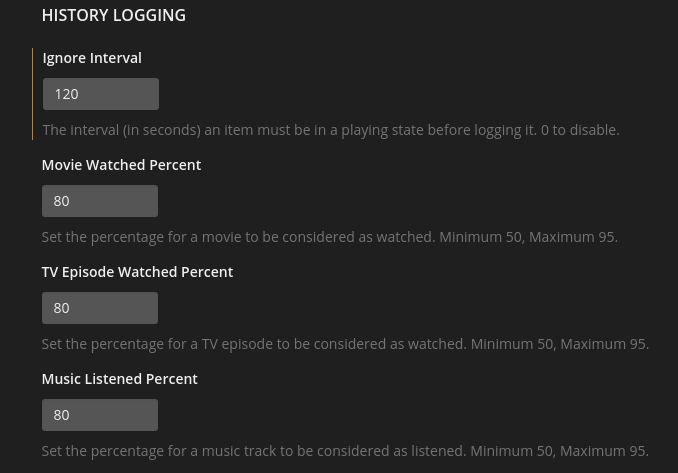 HISTORY LOGGING
Ignore Interval
120
The interval (in seconds) an item must be in a playing state before logging it. 0 to disable.
Movie Watched Percent
80
Set the percentage for a movie to be considered as watched. Minimum 50, Maximum 95.
TV Episode Watched Percent
80
Set the percentage for a TV episode to be considered as watched. Minimum 50, Maximum 95.
Music Listened Percent
80
Set the percentage for a music track to be considered as listened. Minimum 50, Maximum 95.